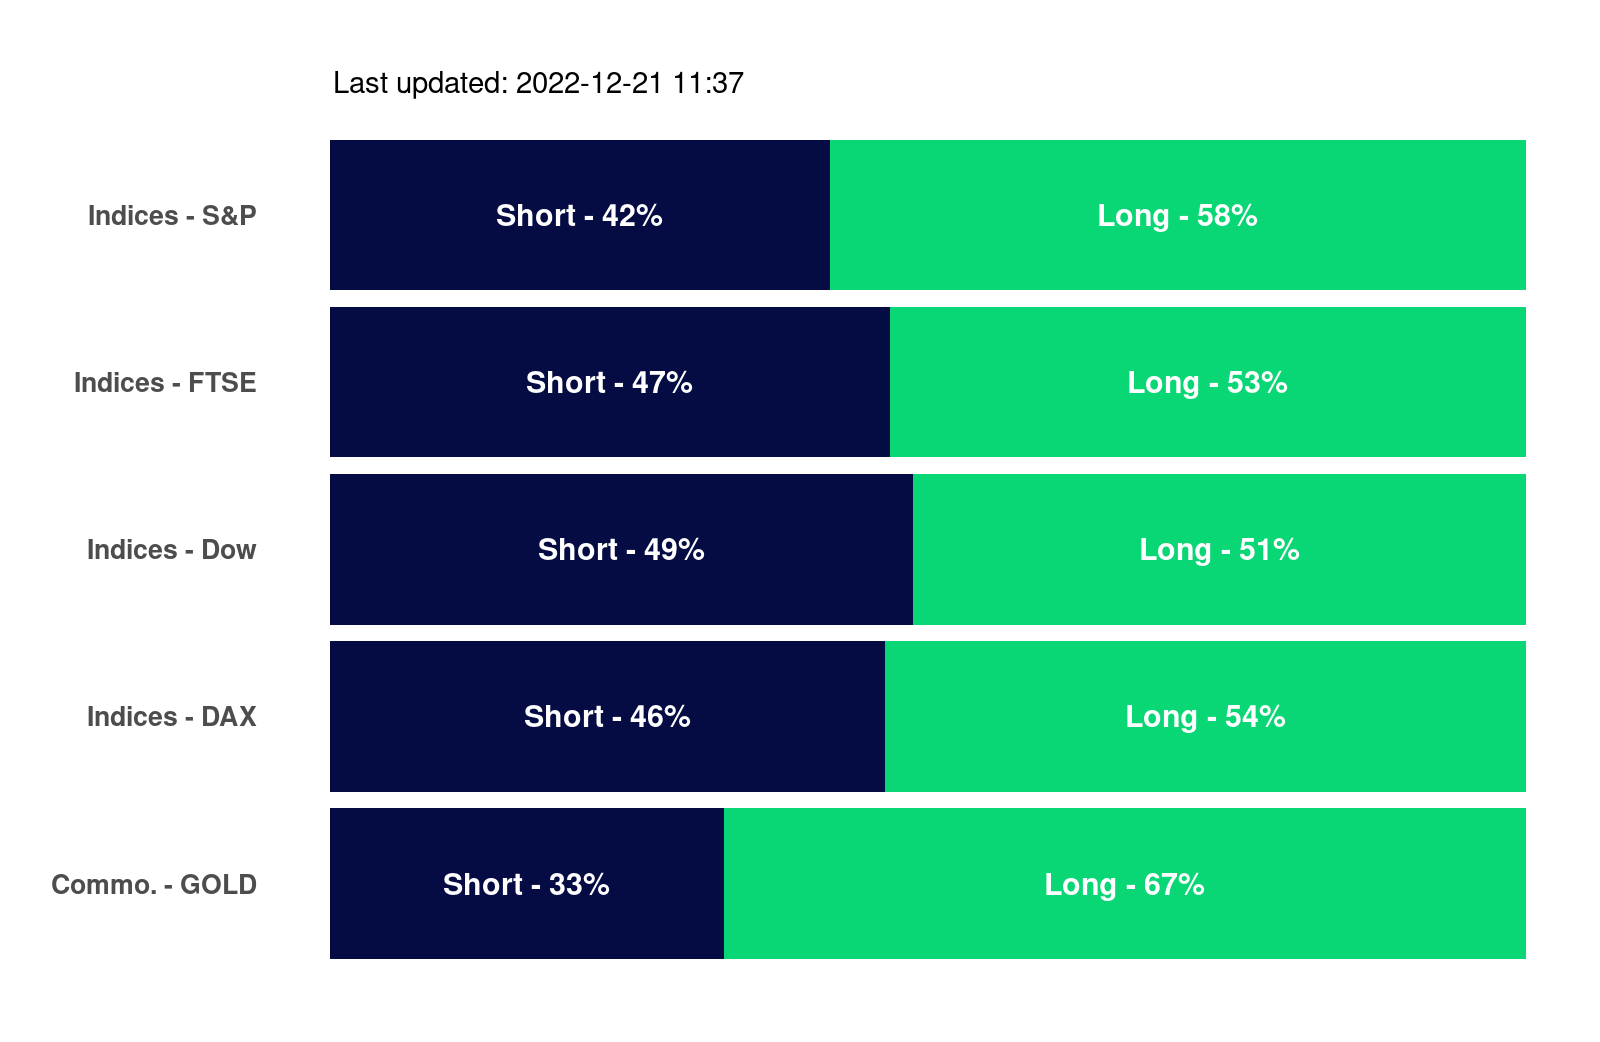 Last updated: 2022-12-21 11:37
Indices - S&P Short - 42% Long - 58%
Indices - FTSE Short - 47% Long - 53%
Indices - Dow Short - 49% Long - 51%
Indices - DAX Short - 46% Long - 54%
Commo. - GOLD Short - 33% Long - 67%